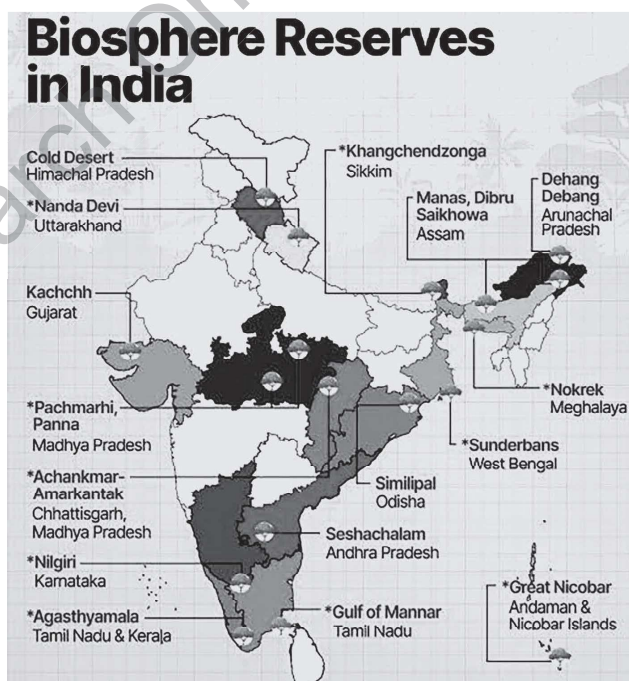 Biosphere Reserves
in India
Cold Desert
Himachal Pradesh
*Nanda Devi
Uttarakhand
Kachchh
Gujarat
*Pachmarhi,
Panna
Madhya Pradesh
*Achankmar-
Amarkantak
Chhattisgarh,
Madhya Pradesh
*Nilgiri
Karnataka
*Agasthyamala
Tamil Nadu & Kerala
*Khangchendzonga
Sikkim
Manas, Dibru
Saikhowa
Assam
Dehang
Debang
Arunachal
Pradesh
*Nokrek
Meghalaya
*Sunderbans
West Bengal
Similipal
Odisha
Seshachalam
Andhra Pradesh
*Gulf of Mannar
Tamil Nadu
*Great Nicobar
Andaman &
Nicobar Islands